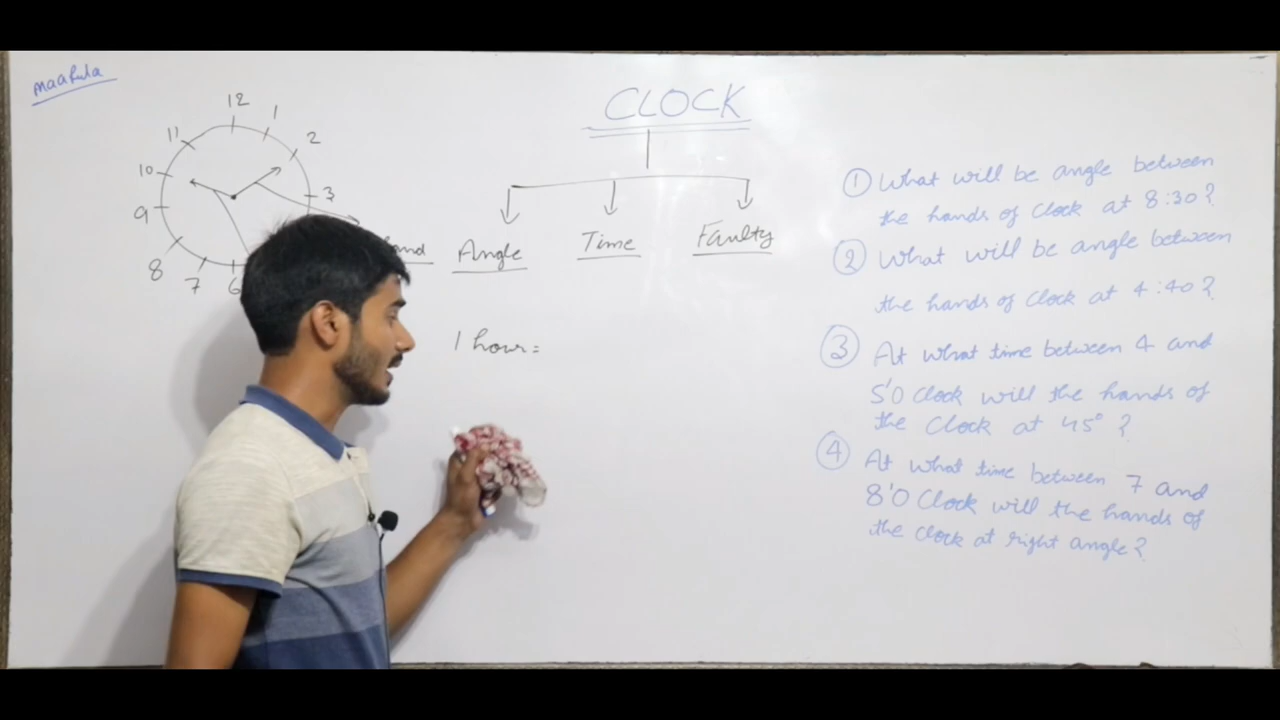 maarula
CLOCK
12
1
11
2
10
3
9
8
7
6
Angle
Time
Faulty
1 hour=
① What will be angle between
the hands of clock at 8:30?
② What will be angle between
the hands of clock at 4:40?
③ At what time between 4 and
5'0 Clock will the hands of
the Clock at 45°?
④ At what time between 7 and
8'0 Clock will the hands of
the clock at right angle?